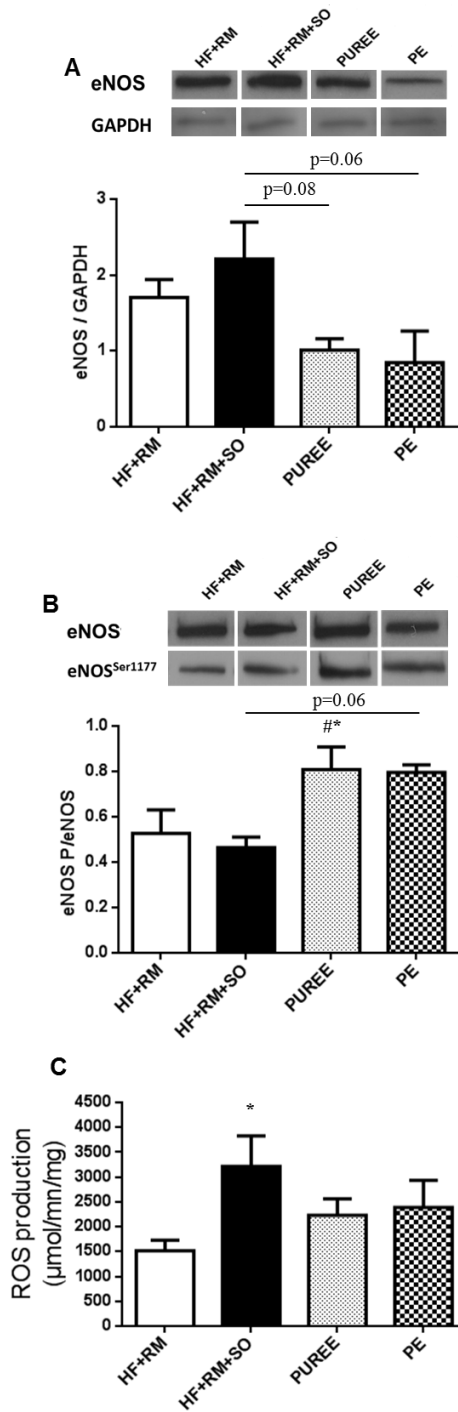 A
HF+RM
HF+RM+SO
PUREE
PE
eNOS
GAPDH
p=0.06
p=0.08
3
2
1
0
eNOS / GAPDH
HF+RM
HF+RM+SO
PUREE
PE
B
HF+RM
HF+RM+SO
PUREE
PE
eNOS
eNOS^Ser1177
p=0.06
#*
1.0
0.8
0.6
0.4
0.2
0.0
eNOS P/eNOS
HF+RM
HF+RM+SO
PUREE
PE
C
*
4500
4000
3500
3000
2500
2000
1500
1000
500
0
ROS production
(µmol/mn/mg)
HF+RM
HF+RM+SO
PUREE
PE